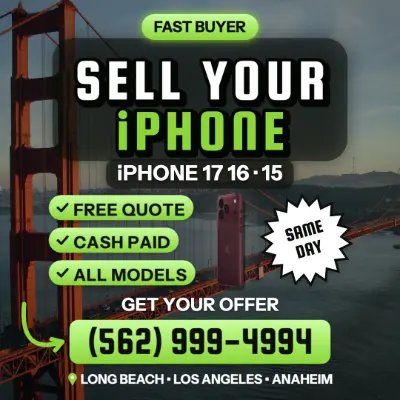 FAST BUYER
SELL YOUR
iPHONE
iPHONE 17 16 · 15
✓ FREE QUOTE
✓ CASH PAID
✓ ALL MODELS
SAME
DAY
GET YOUR OFFER
(562) 999-4994
LONG BEACH • LOS ANGELES • ANAHEIM